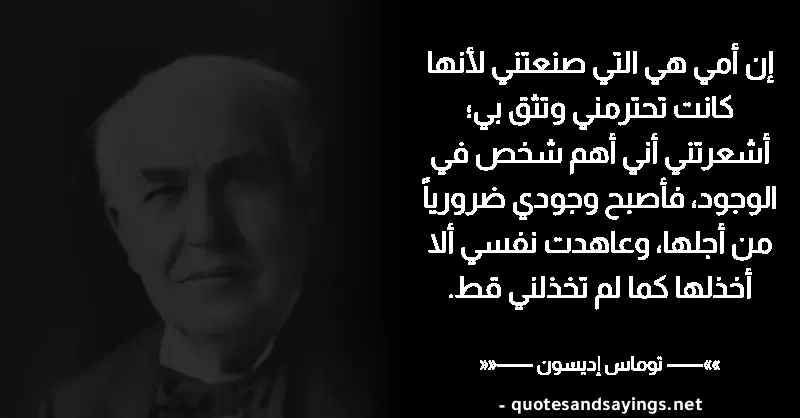 إن أمي هي التي صنعتني لأنها
كانت تحترمني وتثق بي؛
أشعرتني أني أهم شخص في
الوجود، فأصبح وجودي ضرورياً
من أجلها، وعاهدت نفسي ألا
أخذلها كما لم تخذلني قط.
»»—— توماس إديسون ——««
- quotesandsayings.net